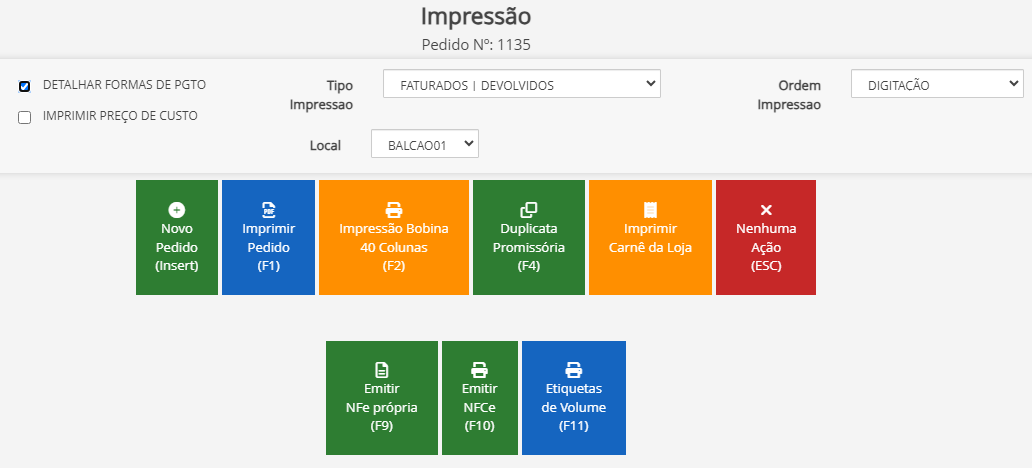 Impressão
Pedido Nº: 1135
DETALHAR FORMAS DE PGTO
IMPRIMIR PREÇO DE CUSTO
Tipo
Impressao
FATURADOS | DEVOLVIDOS
Ordem
Impressao
DIGITACÃO
Local
BALCAO01
Novo
Pedido
(Insert)
PDF
Imprimir
Pedido
(F1)
Impressão Bobina
40 Colunas
(F2)
Duplicata
Promissória
(F4)
Imprimir
Carnê da Loja
Nenhuma
Ação
(ESC)
Emitir
NFe própria
(F9)
Emitir
NFCe
(F10)
Etiquetas
de Volume
(F11)